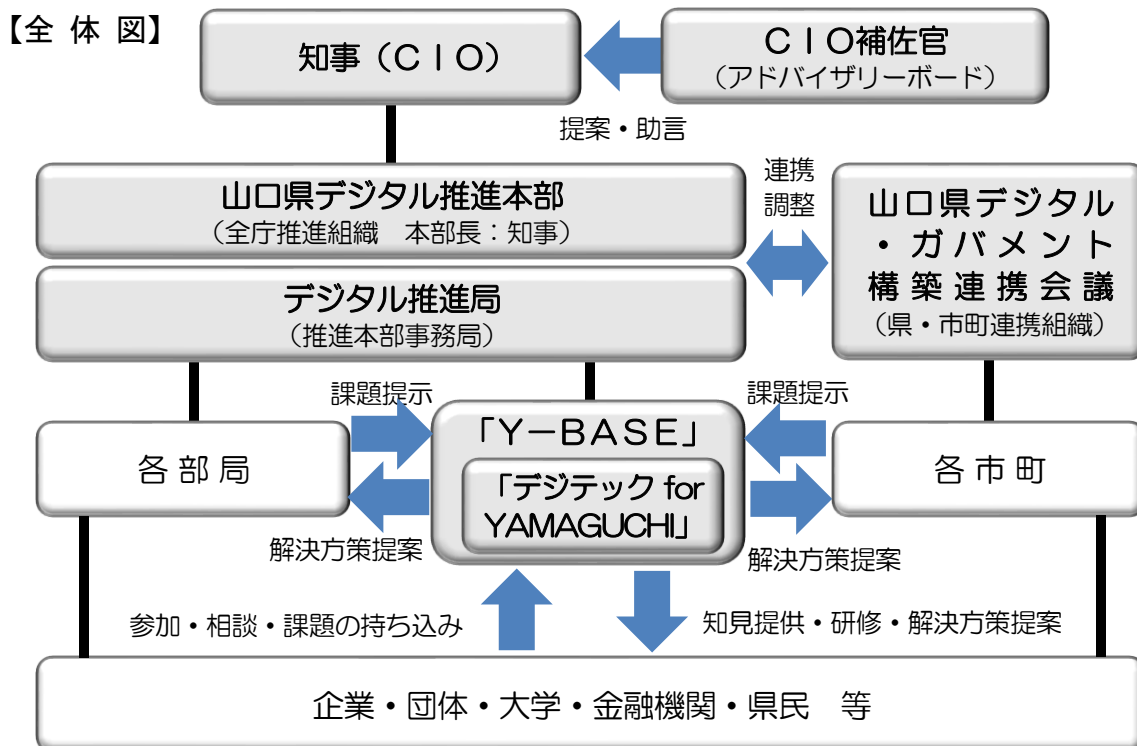 【全 体 図】
知事（ＣＩＯ）
ＣＩＯ補佐官
（アドバイザリーボード）
提案・助言
山口県デジタル推進本部
（全庁推進組織　本部長：知事）
連携
調整
山口県デジタル
・ガバメント
構築連携会議
（県・市町連携組織）
デジタル推進局
（推進本部事務局）
課題提示
課題提示
各部局
「Ｙ－ＢＡＳＥ」
「デジテック for
YAMAGUCHI」
各市町
解決方策提案
解決方策提案
参加・相談・課題の持ち込み
知見提供・研修・解決方策提案
企業・団体・大学・金融機関・県民　等